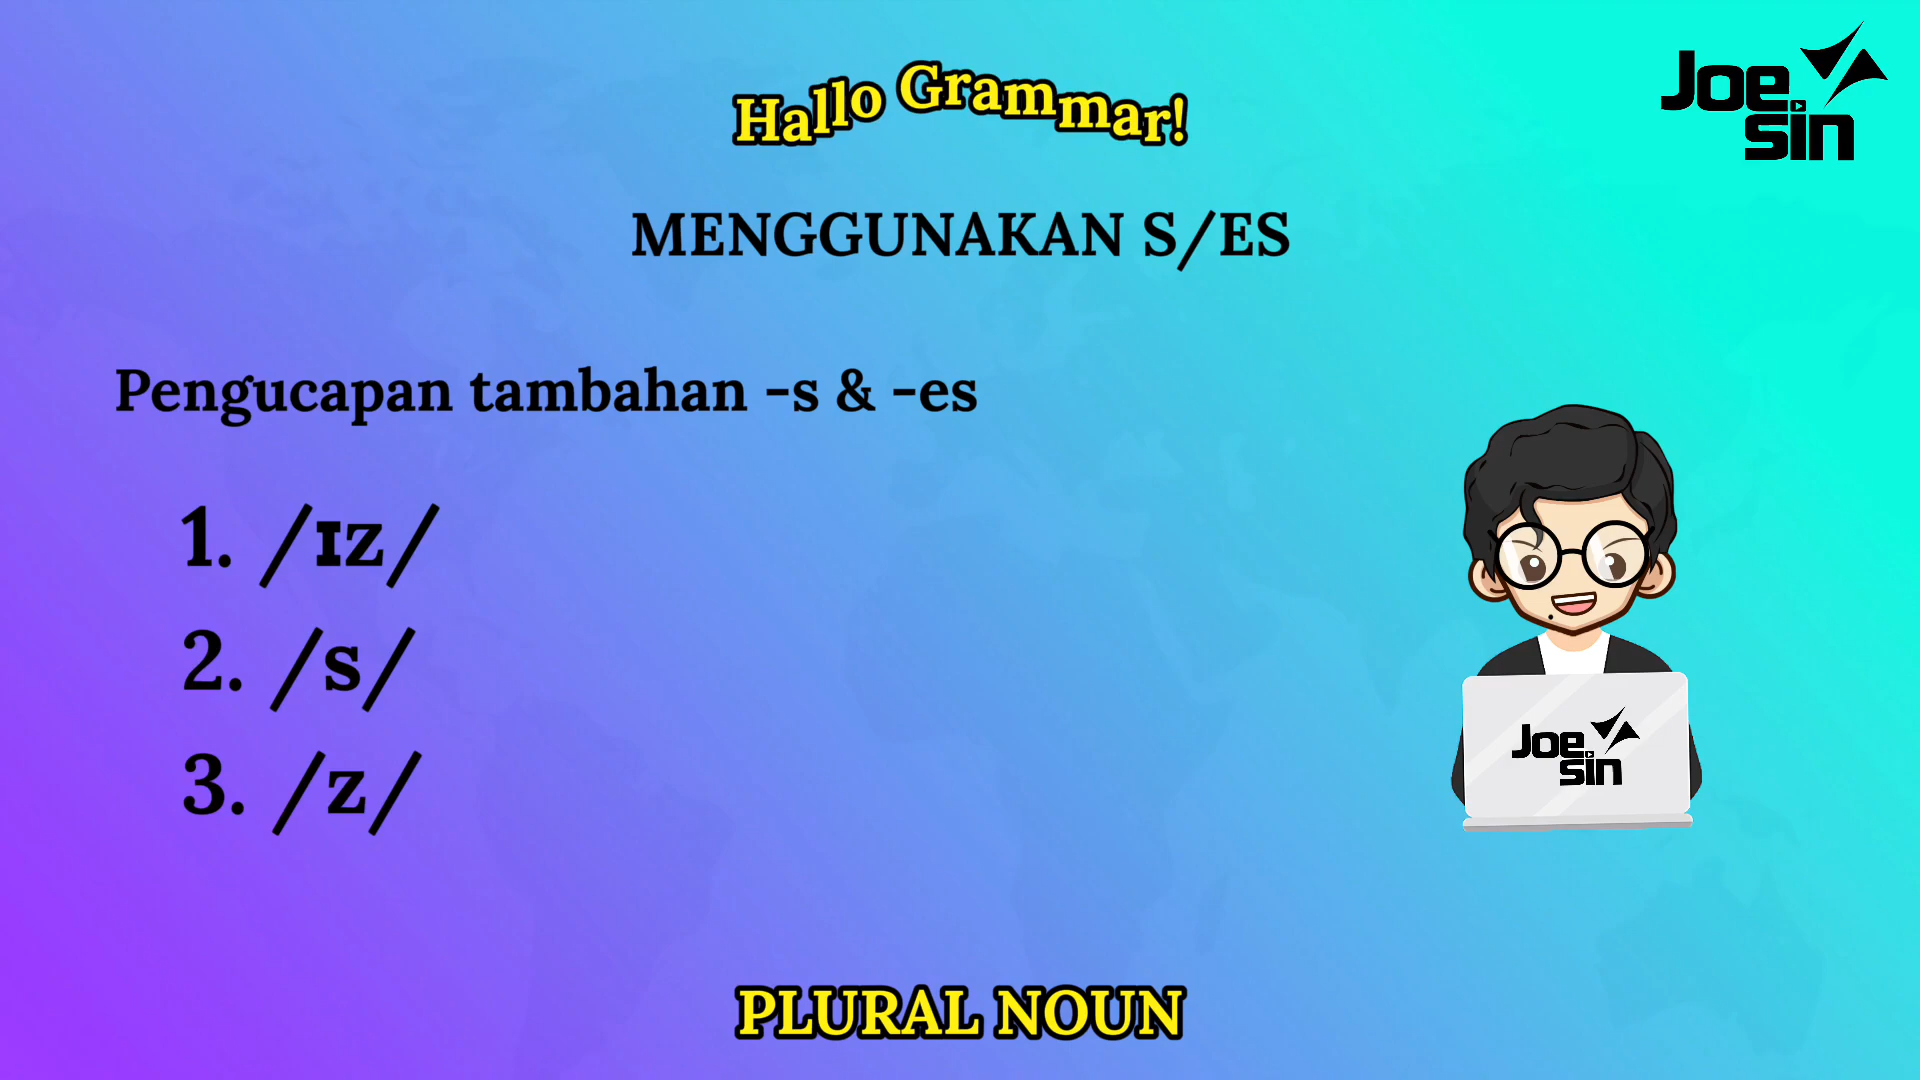 Hallo Grammar!
Joe
sin
MENGGUNAKAN S/ES
Pengucapan tambahan -s & -es
1. /ɪz/
2. /s/
3. /z/
Joe
sin
PLURAL NOUN